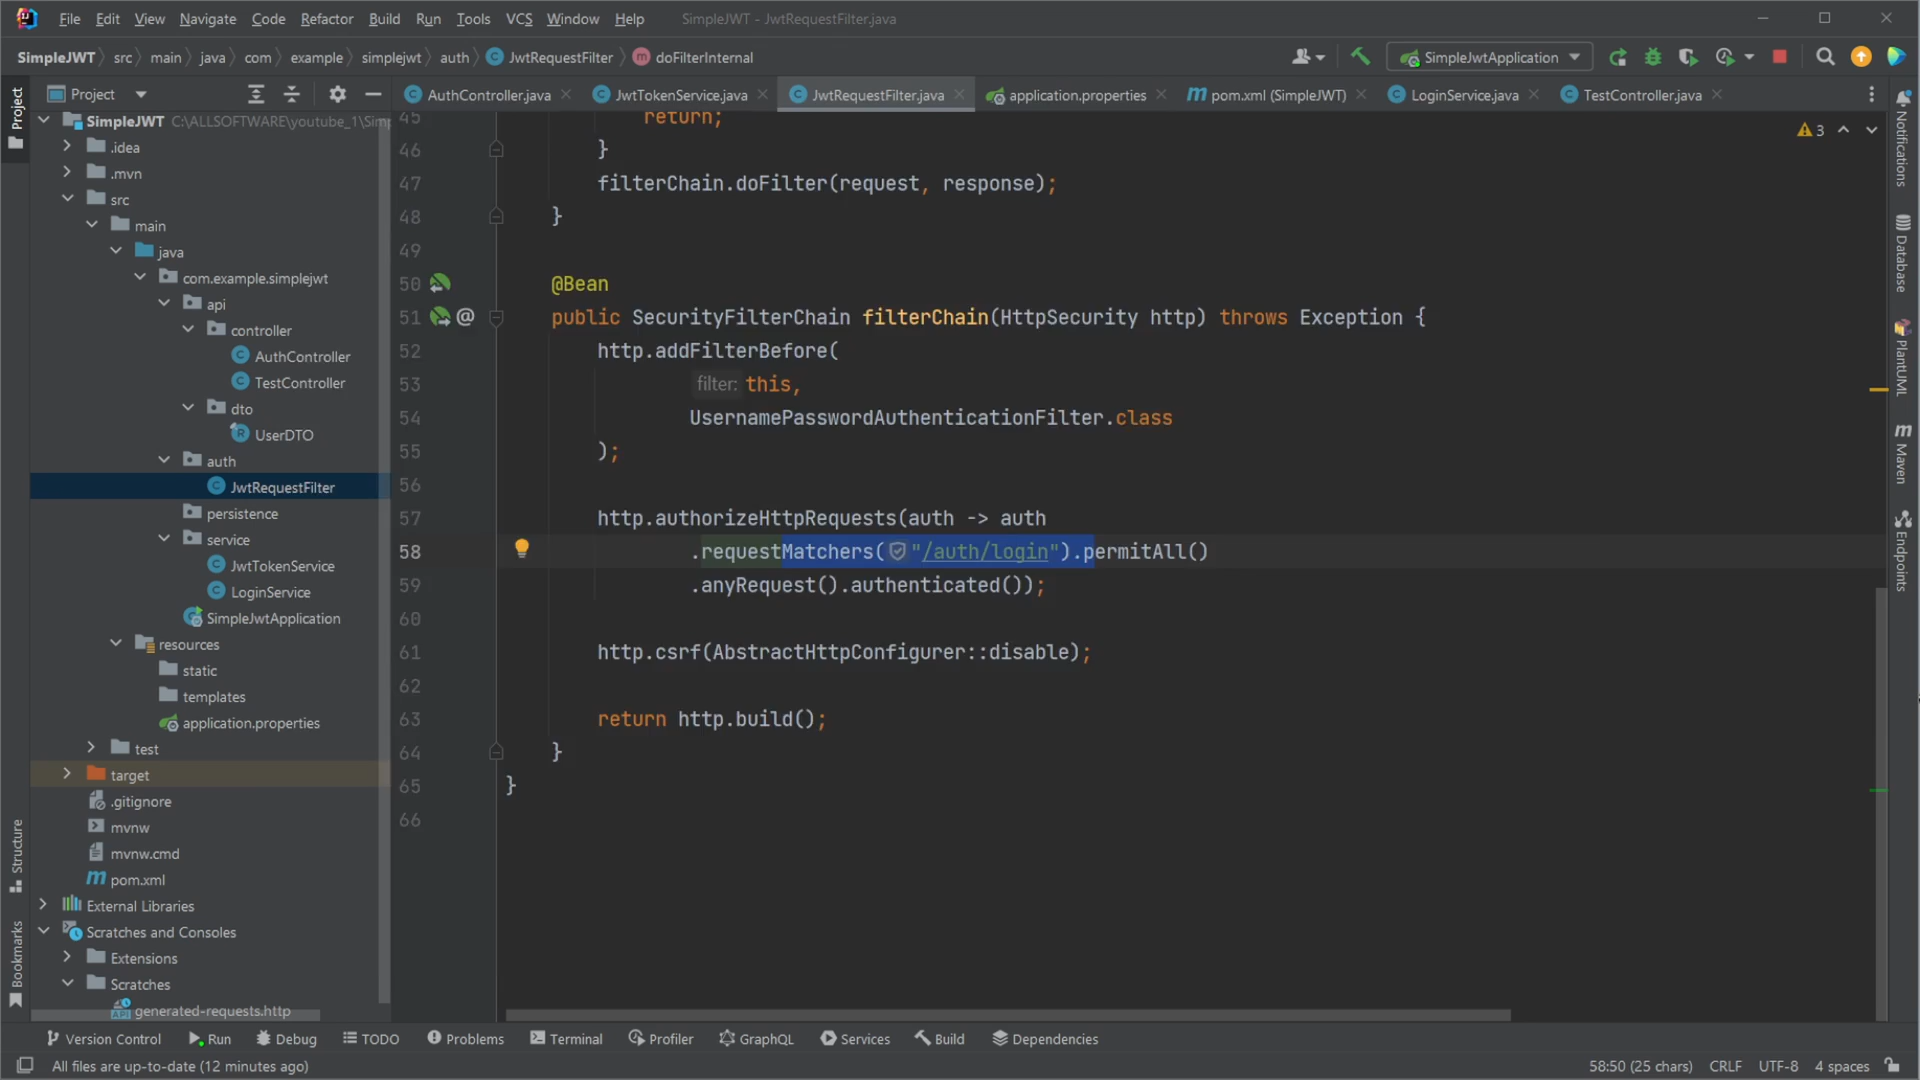 File Edit View Navigate Code Refactor Build Run Tools VCS Window Help SimpleJWT - JwtRequestFilter.java
SimpleJWT src main java com example simplejwt auth JwtRequestFilter doFilterInternal SimpleJwtApplication
Project AuthController.java JwtTokenService.java JwtRequestFilter.java application.properties pom.xml (SimpleJWT) LoginService.java TestController.java
Project
Structure
Bookmarks
SimpleJWT C:\ALLSOFTWARE\youtube_1\Simp
.idea
.mvn
src
main
java
com.example.simplejwt
api
controller
AuthController
TestController
dto
UserDTO
auth
JwtRequestFilter
persistence
service
JwtTokenService
LoginService
SimpleJwtApplication
resources
static
templates
application.properties
test
target
.gitignore
mvnw
mvnw.cmd
pom.xml
External Libraries
Scratches and Consoles
Extensions
Scratches
generated-requests.http
3
45 return;
46 }
47 filterChain.doFilter(request, response);
48 }
49
50 @Bean
51 @ public SecurityFilterChain filterChain(HttpSecurity http) throws Exception {
52 http.addFilterBefore(
53 filter: this,
54 UsernamePasswordAuthenticationFilter.class
55 );
56
57 http.authorizeHttpRequests(auth -> auth
58 .requestMatchers("/auth/login").permitAll()
59 .anyRequest().authenticated());
60
61 http.csrf(AbstractHttpConfigurer::disable);
62
63 return http.build();
64 }
65 }
66
Notifications
Database
PlantUML
Maven
Endpoints
Version Control Run Debug TODO Problems Terminal Profiler GraphQL Services Build Dependencies
All files are up-to-date (12 minutes ago) 58:50 (25 chars) CRLF UTF-8 4 spaces